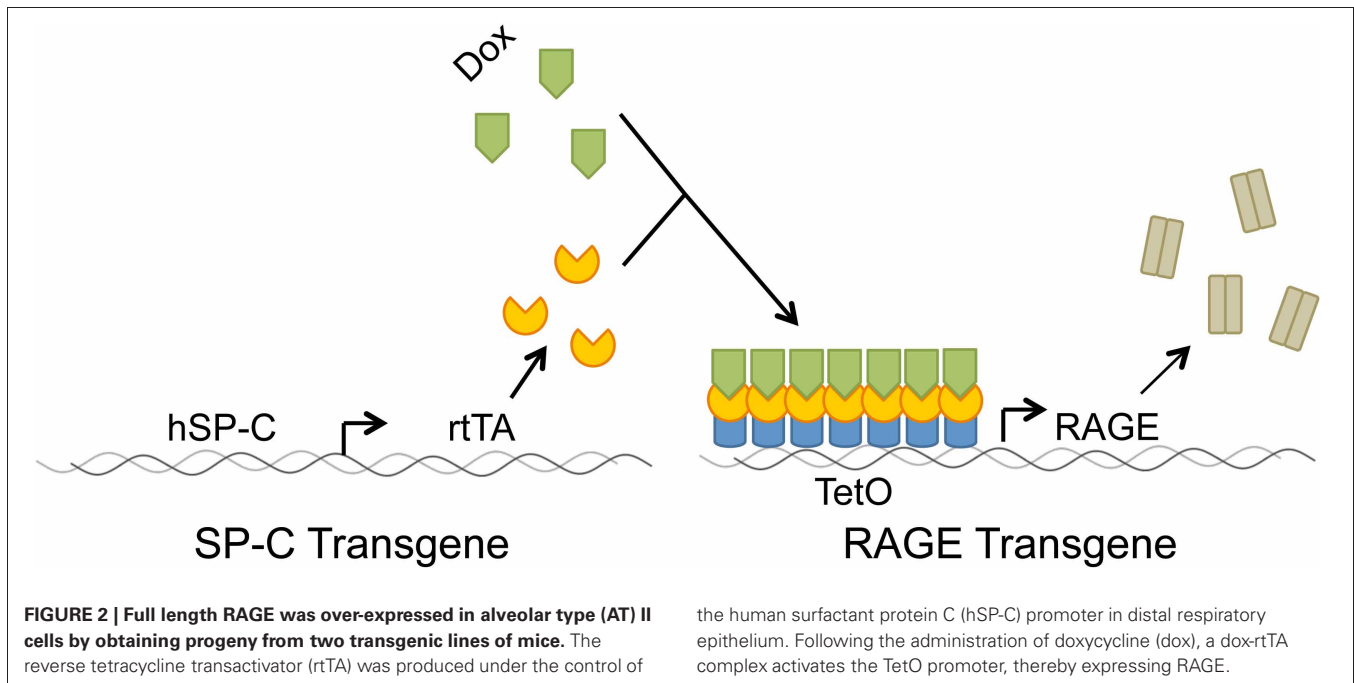 Dox
hSP-C
rtTA
RAGE
TetO
SP-C Transgene
RAGE Transgene
FIGURE 2 | Full length RAGE was over-expressed in alveolar type (AT) II
cells by obtaining progeny from two transgenic lines of mice. The
reverse tetracycline transactivator (rtTA) was produced under the control of
the human surfactant protein C (hSP-C) promoter in distal respiratory
epithelium. Following the administration of doxycycline (dox), a dox-rtTA
complex activates the TetO promoter, thereby expressing RAGE.